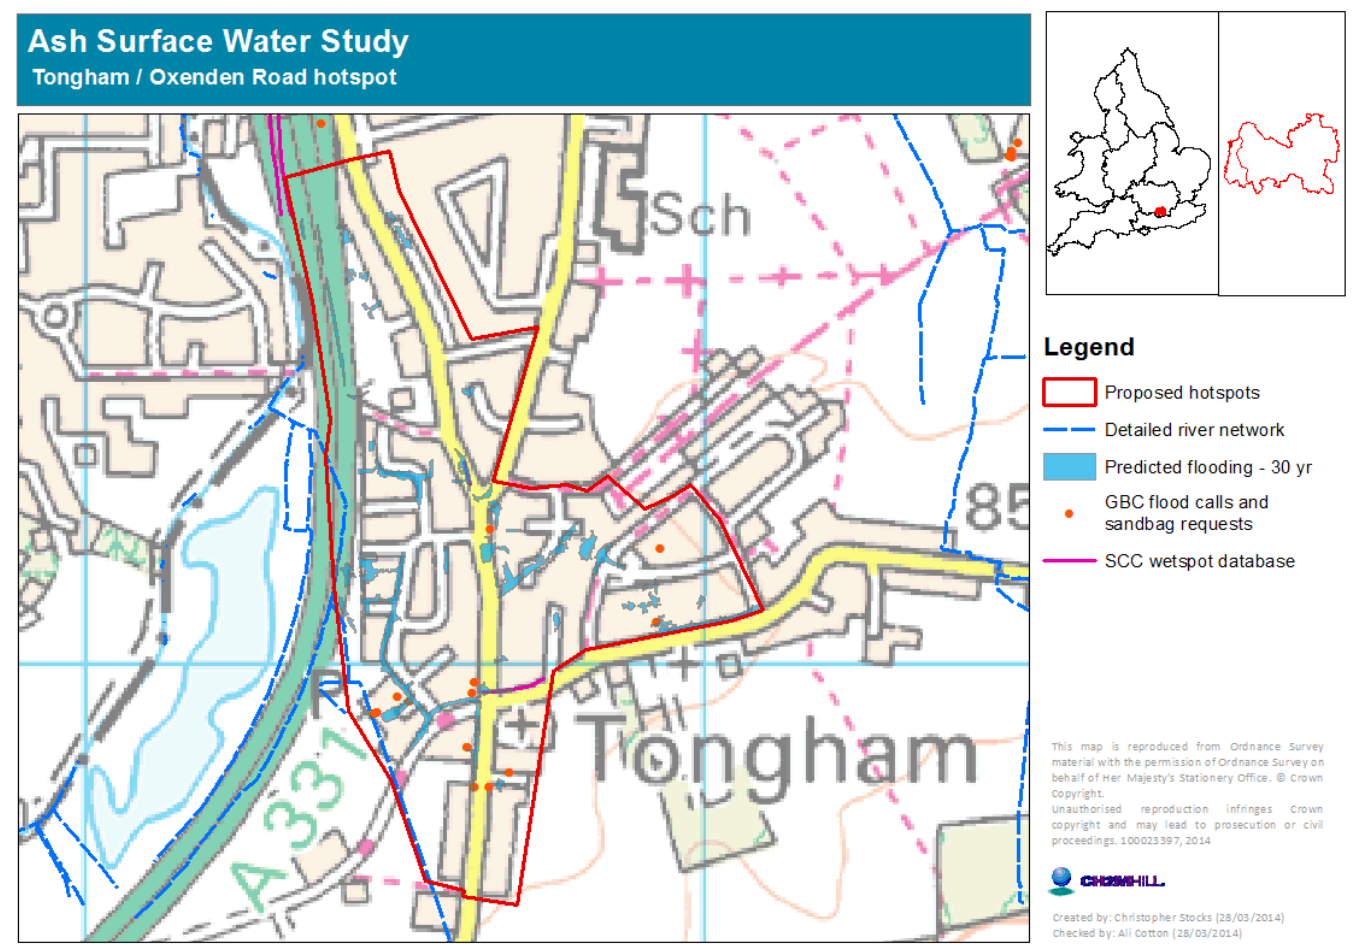 Ash Surface Water Study
Tongham / Oxenden Road hotspot
Sch
85
Tongham
A 331
P
Legend
Proposed hotspots
Detailed river network
Predicted flooding - 30 yr
GBC flood calls and
sandbag requests
SCC wetspot database
This map is reproduced from Ordnance Survey
material with the permission of Ordnance Survey on
behalf of Her Majesty's Stationery Office. © Crown
Copyright.
Unauthorised reproduction infringes Crown
copyright and may lead to prosecution or civil
proceedings. 100023397, 2014
CH2MHILL.
Created by: Christopher Stocks (28/03/2014)
Checked by: Ali Cotton (28/03/2014)